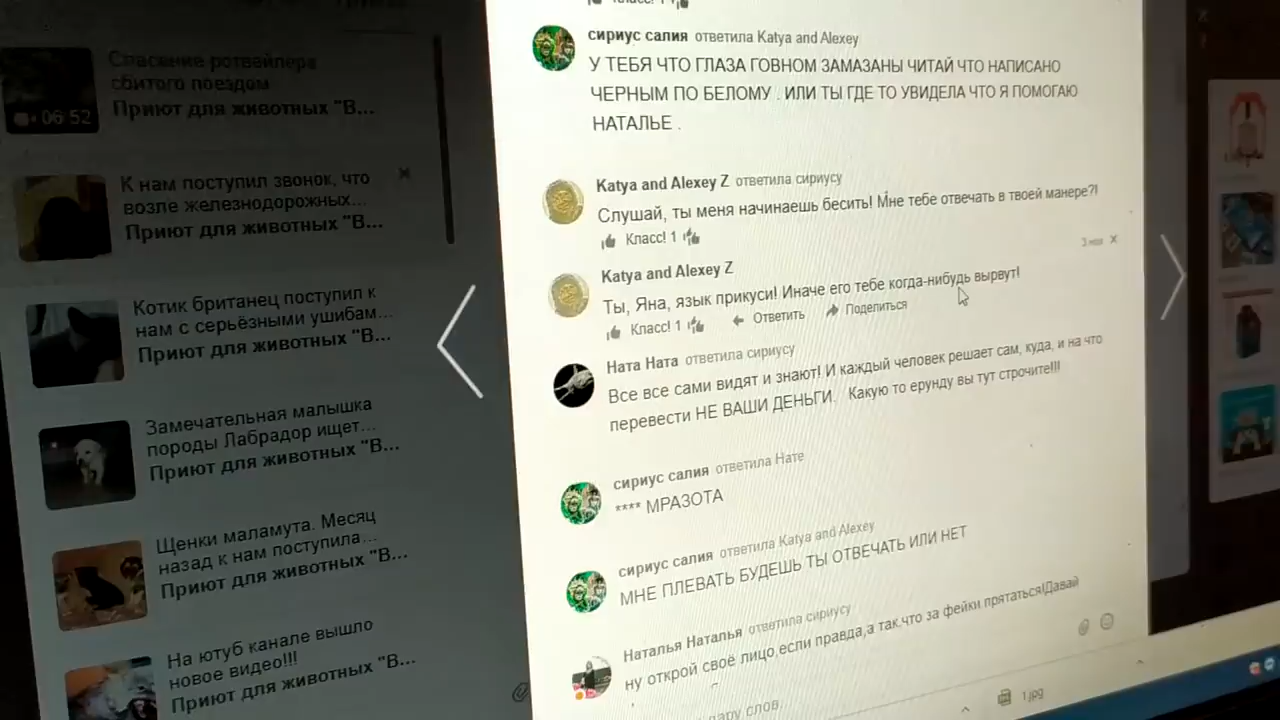 Спасение ротвейлера
сбитого поездом
Приют для животных "В...
06:52
К нам поступил звонок, что
возле железнодорожных...
Приют для животных "В...
Котик британец поступил к
нам с серьёзными ушибам...
Приют для животных "В...
Замечательная малышка
породы Лабрадор ищет...
Приют для животных "В...
Щенки маламута. Месяц
назад к нам поступила...
Приют для животных "В...
На ютуб канале вышло
новое видео!!!
Приют для животных "В...
сириус салия ответила Katya and Alexey
У ТЕБЯ ЧТО ГЛАЗА ГОВНОМ ЗАМАЗАНЫ ЧИТАЙ ЧТО НАПИСАНО
ЧЕРНЫМ ПО БЕЛОМУ . ИЛИ ТЫ ГДЕ ТО УВИДЕЛА ЧТО Я ПОМОГАЮ
НАТАЛЬЕ .
Katya and Alexey Z ответила сириусу
Слушай, ты меня начинаешь бесить! Мне тебе отвечать в твоей манере?!
Класс! 1
Katya and Alexey Z
3 ноя
Ты, Яна, язык прикуси! Иначе его тебе когда-нибудь вырвут!
Класс! 1 Ответить Поделиться
Ната Ната ответила сириусу
Все все сами видят и знают! И каждый человек решает сам, куда, и на что
перевести НЕ ВАШИ ДЕНЬГИ. Какую то ерунду вы тут строчите!!!
сириус салия ответила Нате
**** МРАЗОТА
сириус салия ответила Katya and Alexey
МНЕ ПЛЕВАТЬ БУДЕШЬ ТЫ ОТВЕЧАТЬ ИЛИ НЕТ
Наталья Наталья ответила сириусу
ну открой своё лицо,если правда,а так.что за фейки прятаться!Давай
пару слов.
1.jpg